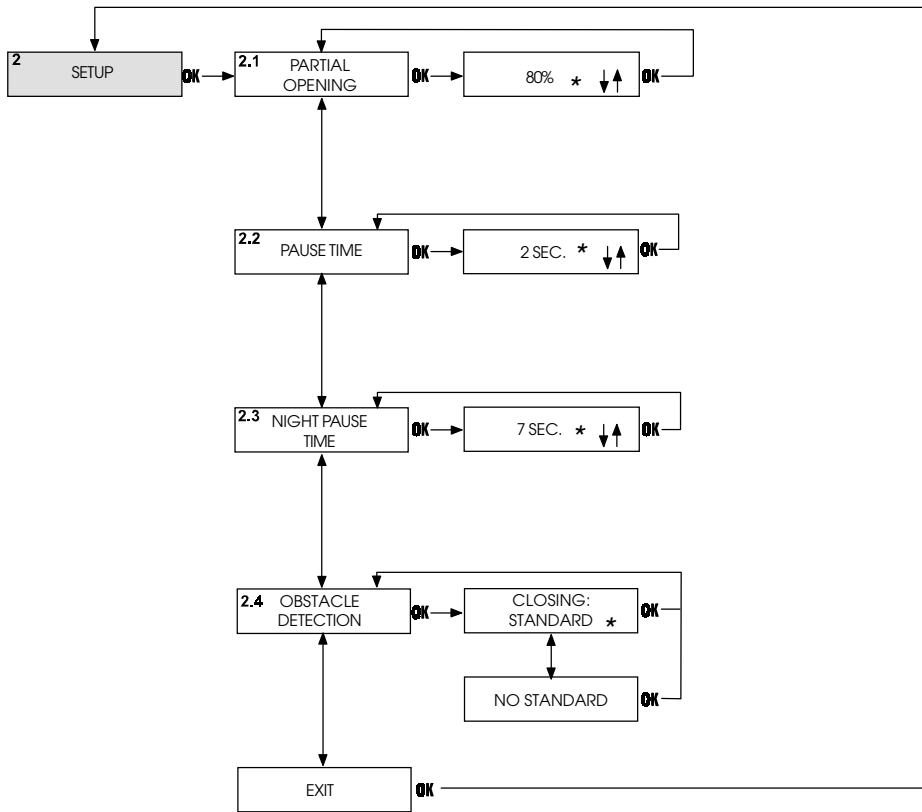 2
SETUP
OK
2.1
PARTIAL
OPENING
OK
80% *
OK
2.2
PAUSE TIME
OK
2 SEC. *
OK
2.3
NIGHT PAUSE
TIME
OK
7 SEC. *
OK
2.4
OBSTACLE
DETECTION
OK
CLOSING:
STANDARD *
OK
NO STANDARD
OK
EXIT
OK